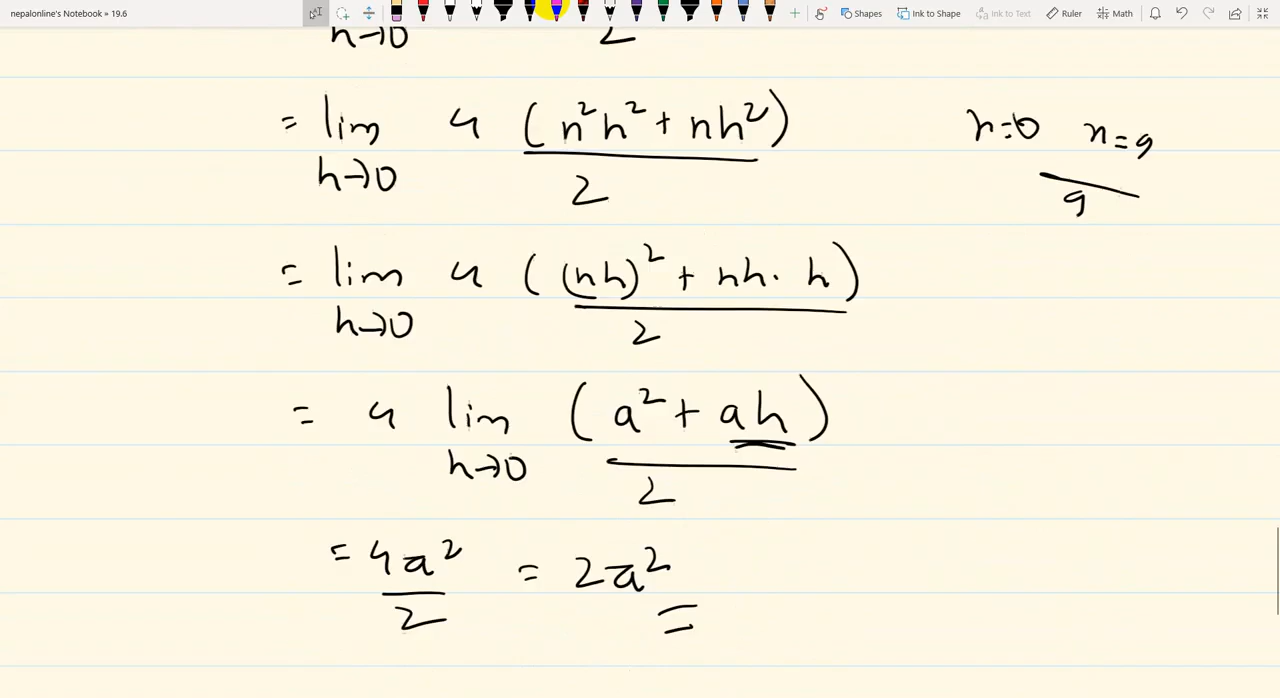 nepalonline's Notebook » 19.6 Shapes Ink to Shape Ink to Text Ruler Math
h→0 2
= lim 4 (n²h² + nh²) h=0 x=9
h→0 2 9
= lim 4 ((nh)² + nh. h)
h→0 2
= 4 lim (a² + ah)
h→0 2
= 4a² = 2a²
2